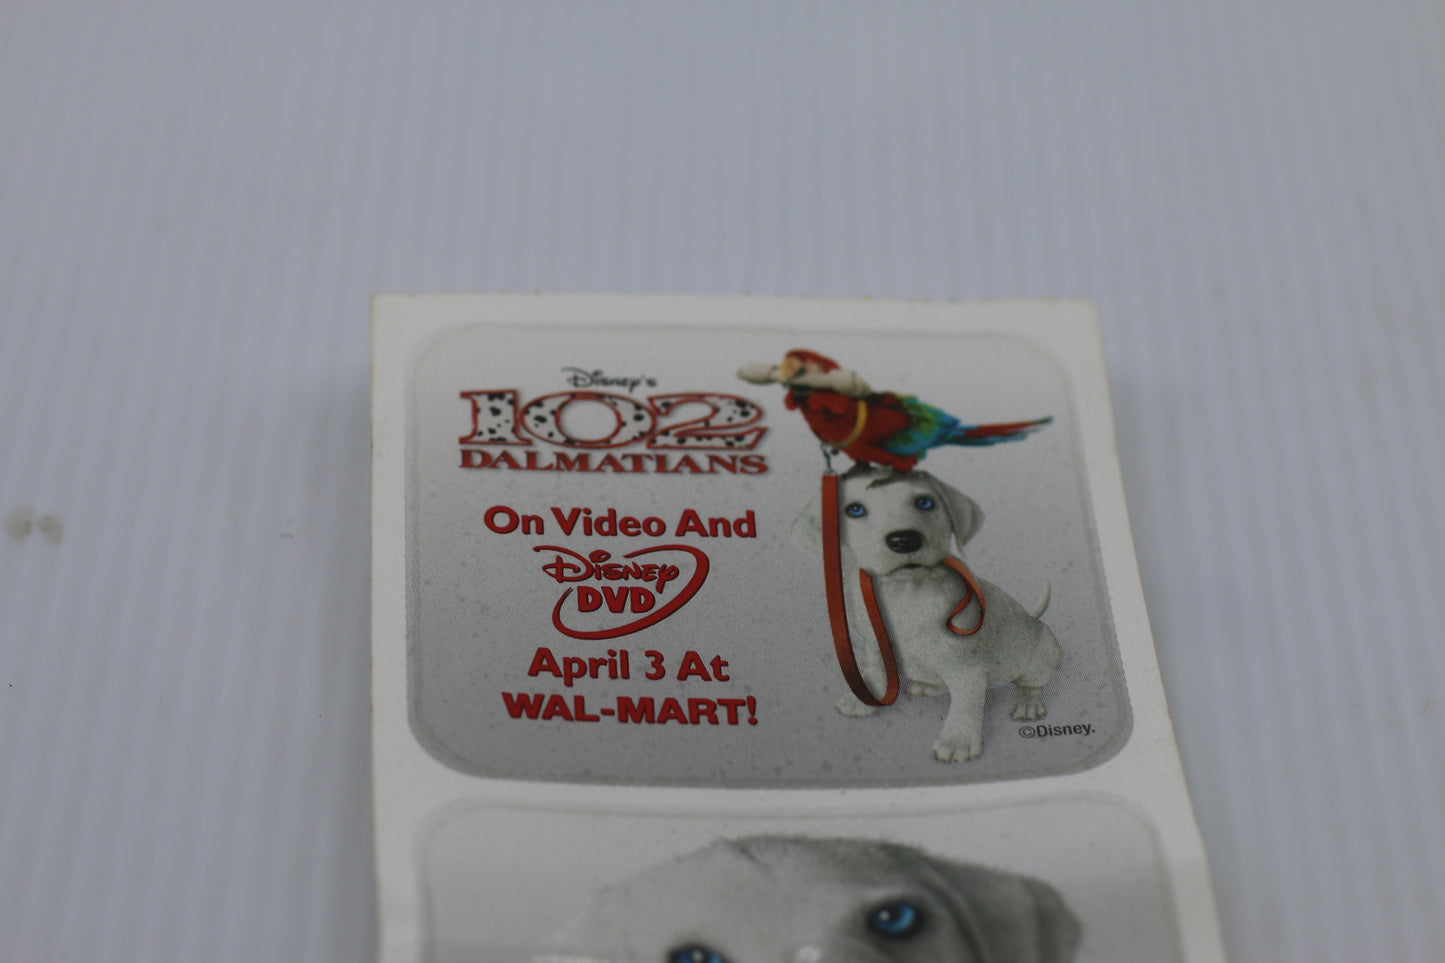 Disney's
102
DALMATIANS
On Video And
Disney
DVD
April 3 At
WAL-MART!
©Disney.